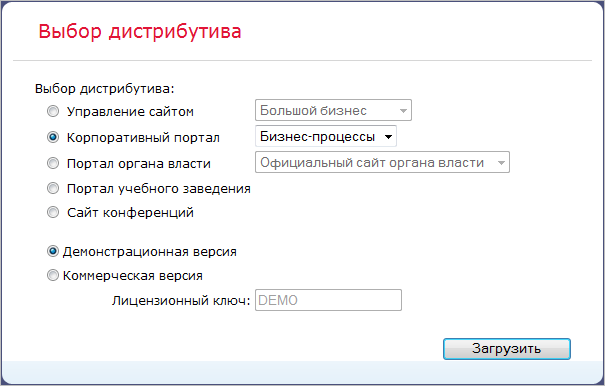 Выбор дистрибутива
Выбор дистрибутива:
Управление сайтом Большой бизнес
Корпоративный портал Бизнес-процессы
Портал органа власти Официальный сайт органа власти
Портал учебного заведения
Сайт конференций
Демонстрационная версия
Коммерческая версия
Лицензионный ключ: DEMO
Загрузить